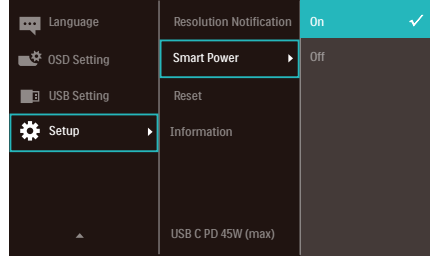 Language
OSD Setting
USB Setting
Setup
Resolution Notification
Smart Power
Reset
Information
USB C PD 45W (max)
On
Off